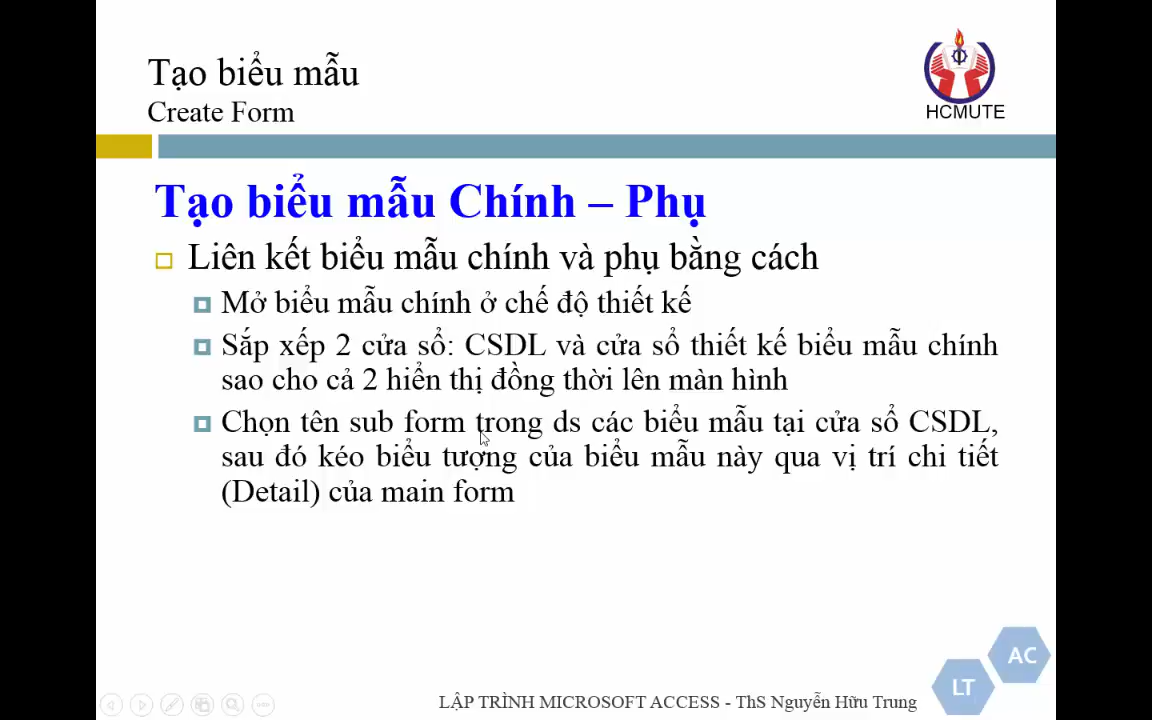 Tạo biểu mẫu
Create Form
HCMUTE
Tạo biểu mẫu Chính – Phụ
Liên kết biểu mẫu chính và phụ bằng cách
Mở biểu mẫu chính ở chế độ thiết kế
Sắp xếp 2 cửa sổ: CSDL và cửa sổ thiết kế biểu mẫu chính
sao cho cả 2 hiển thị đồng thời lên màn hình
Chọn tên sub form trong ds các biểu mẫu tại cửa sổ CSDL,
sau đó kéo biểu tượng của biểu mẫu này qua vị trí chi tiết
(Detail) của main form
AC
LT
LẬP TRÌNH MICROSOFT ACCESS - ThS Nguyễn Hữu Trung